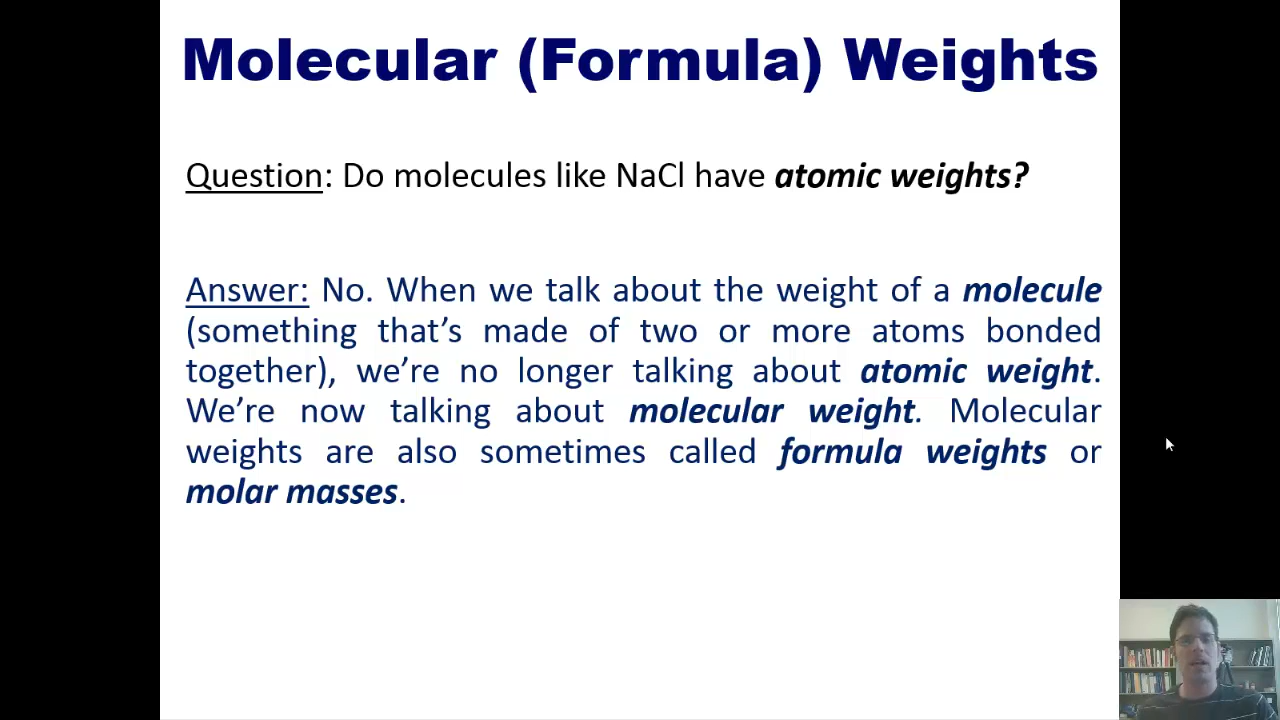 Molecular (Formula) Weights
Question: Do molecules like NaCl have atomic weights?
Answer: No. When we talk about the weight of a molecule
(something that’s made of two or more atoms bonded
together), we’re no longer talking about atomic weight.
We’re now talking about molecular weight. Molecular
weights are also sometimes called formula weights or
molar masses.